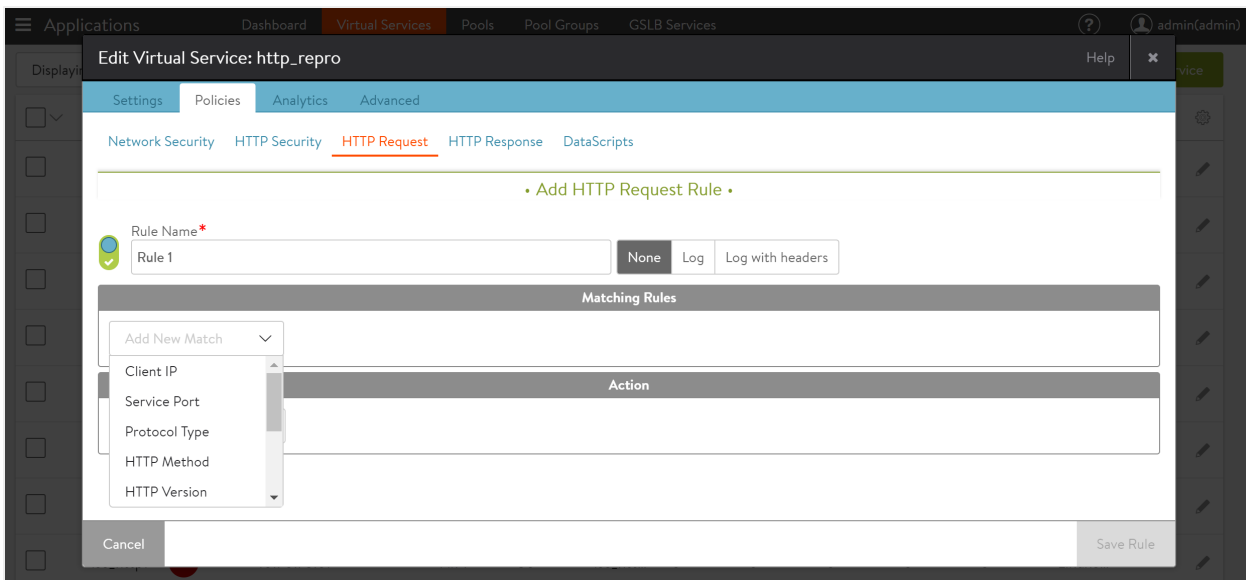 Applications Dashboard Virtual Services Pools Pool Groups GSLB Services ? admin(admin)
Edit Virtual Service: http_repro Help
Settings Policies Analytics Advanced
Network Security HTTP Security HTTP Request HTTP Response DataScripts
• Add HTTP Request Rule •
Rule Name*
Rule 1 None Log Log with headers
Matching Rules
Add New Match
Client IP
Action
Service Port
Protocol Type
HTTP Method
HTTP Version
Cancel Save Rule